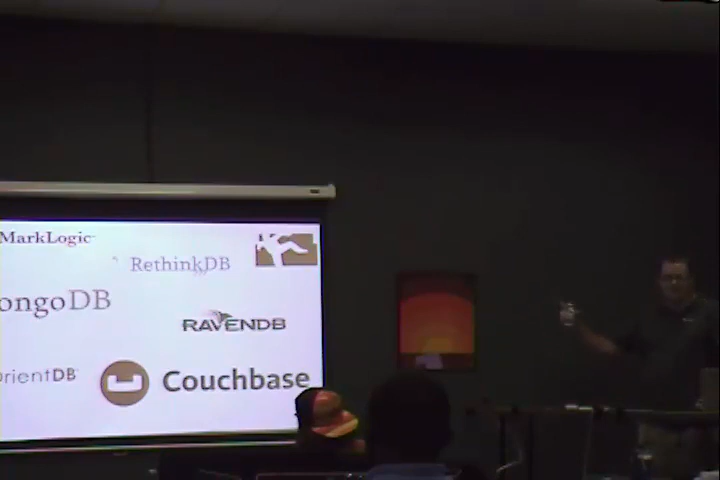 MarkLogic
RethinkDB
ongoDB
RAVENDB
rientDB
Couchbase